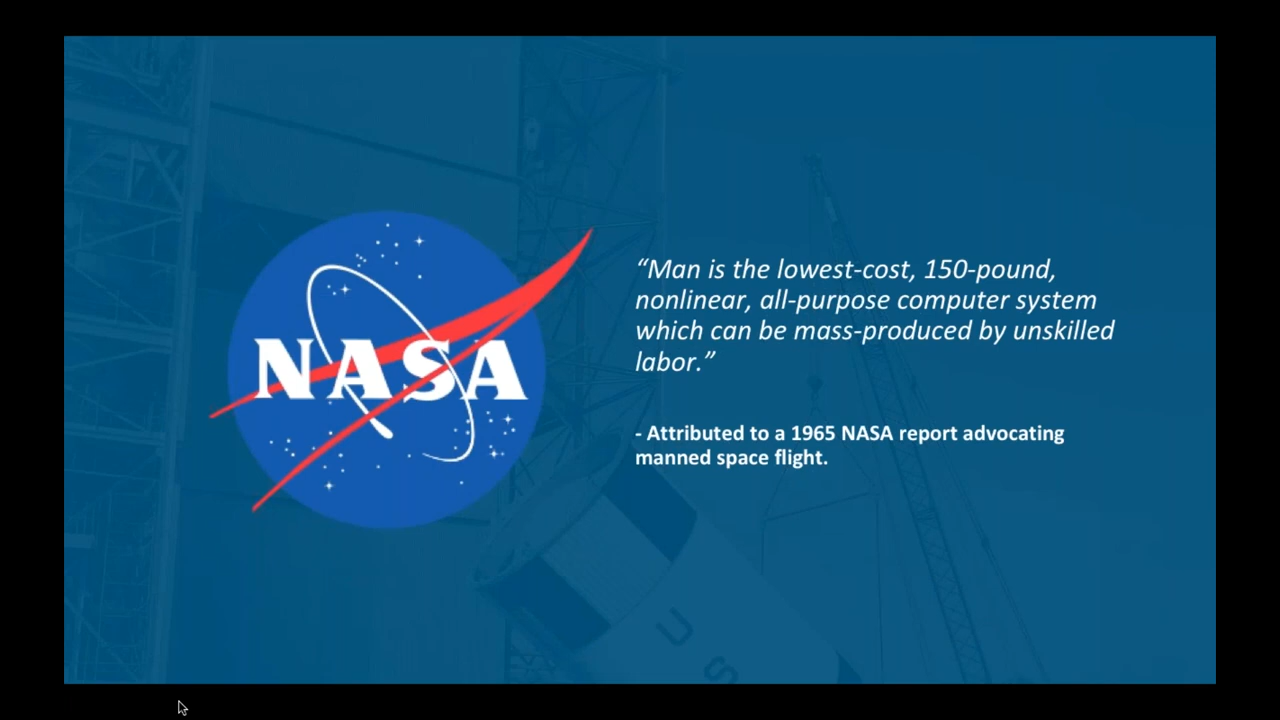 NASA
“Man is the lowest-cost, 150-pound,
nonlinear, all-purpose computer system
which can be mass-produced by unskilled
labor.”
- Attributed to a 1965 NASA report advocating
manned space flight.
U
S